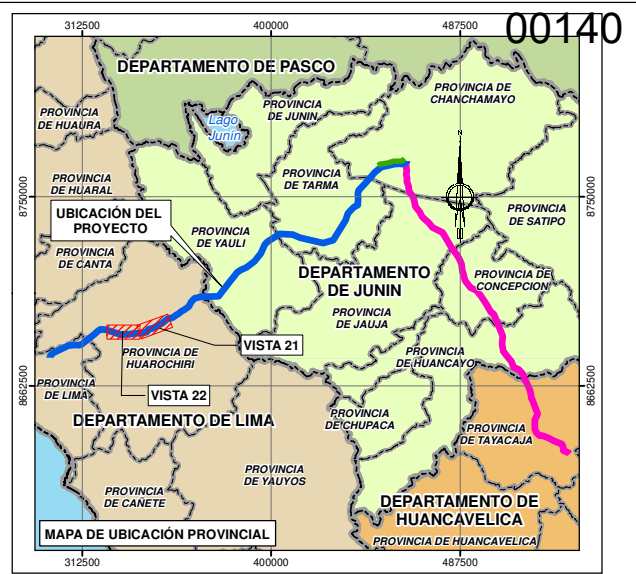 00140
312500
400000
487500
DEPARTAMENTO DE PASCO
PROVINCIA
DE HUAURA
Lago
Junín
PROVINCIA
DE JUNIN
PROVINCIA DE
CHANCHAMAYO
PROVINCIA
DE HUARAL
PROVINCIA
DE TARMA
N
8750000
8750000
UBICACIÓN DEL
PROYECTO
PROVINCIA
DE YAULI
PROVINCIA
DE SATIPO
PROVINCIA
DE CANTA
DEPARTAMENTO
DE JUNIN
PROVINCIA DE
CONCEPCION
PROVINCIA
DE JAUJA
VISTA 21
PROVINCIA DE
HUAROCHIRI
PROVINCIA
DE HUANCAYO
PROVINCIA
DE LIMA
VISTA 22
8662500
8662500
DEPARTAMENTO DE LIMA
PROVINCIA
DE CHUPACA
PROVINCIA
DE TAYACAJA
PROVINCIA
DE YAUYOS
PROVINCIA
DE CAÑETE
DEPARTAMENTO DE
HUANCAVELICA
MAPA DE UBICACIÓN PROVINCIAL
PROVINCIA DE HUANCAVELICA
312500
400000
487500